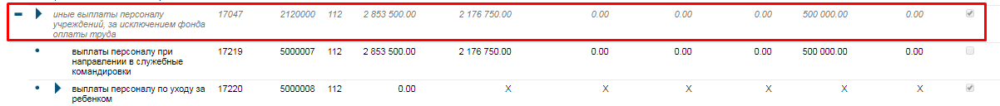 иные выплаты персоналу 17047 2120000 112 2 853 500.00 2 176 750.00 0.00 0.00 0.00 500 000.00 0.00
учреждений, за исключением фонда
оплаты труда
выплаты персоналу при 17219 5000007 112 2 853 500.00 2 176 750.00 0.00 0.00 0.00 500 000.00 0.00
направлении в служебные
командировки
выплаты персоналу по уходу за 17220 5000008 112 0.00 X X X X X X
ребенком